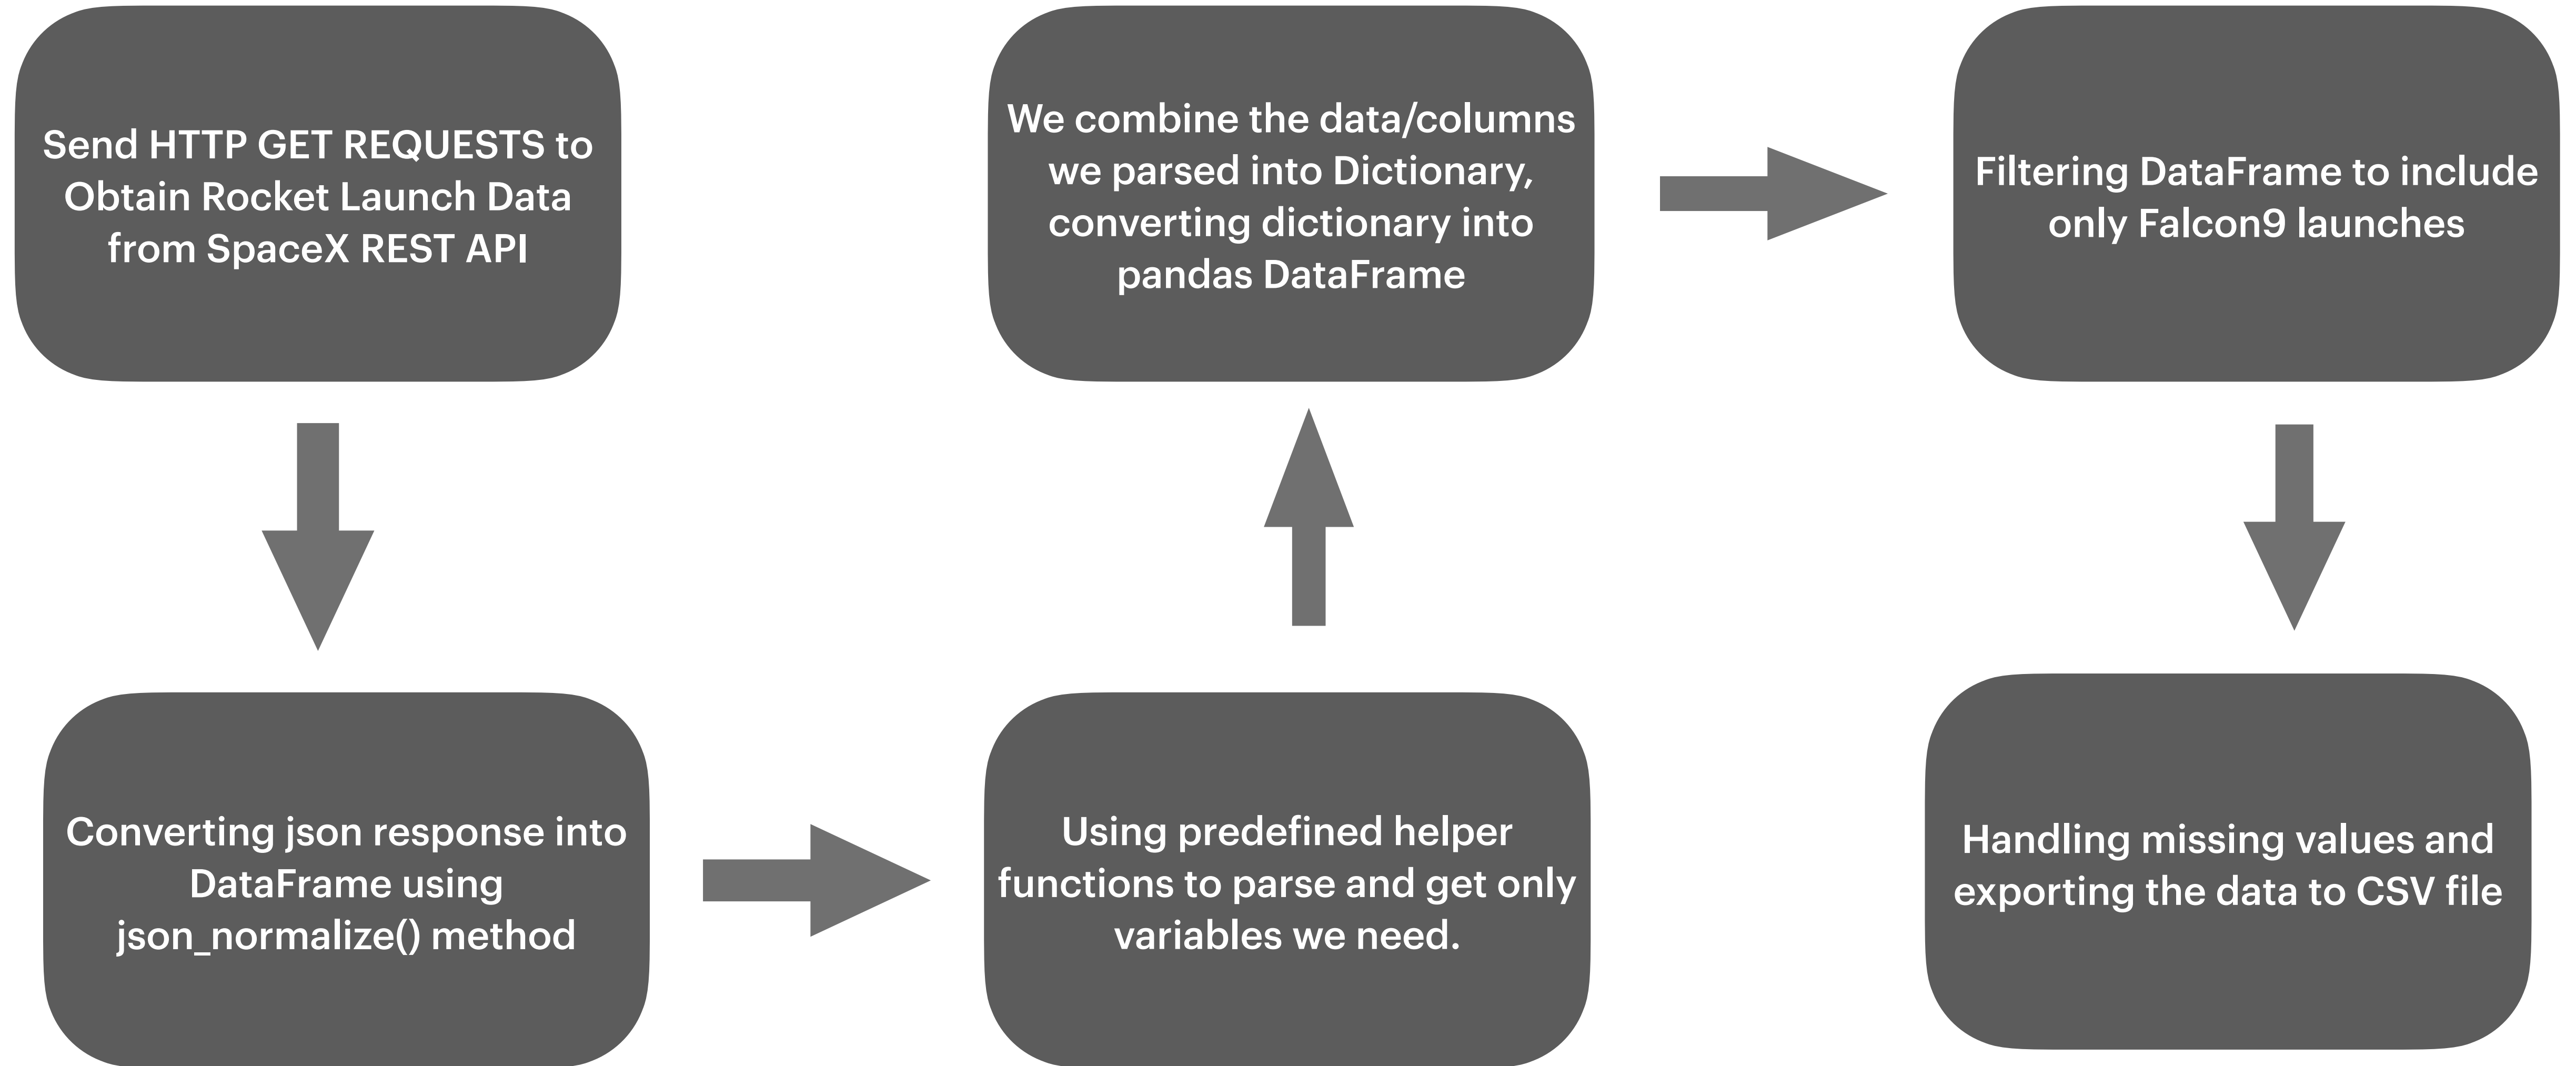 Send HTTP GET REQUESTS to
Obtain Rocket Launch Data
from SpaceX REST API
Converting json response into
DataFrame using
json_normalize() method
Using predefined helper
functions to parse and get only
variables we need.
We combine the data/columns
we parsed into Dictionary,
converting dictionary into
pandas DataFrame
Filtering DataFrame to include
only Falcon9 launches
Handling missing values and
exporting the data to CSV file